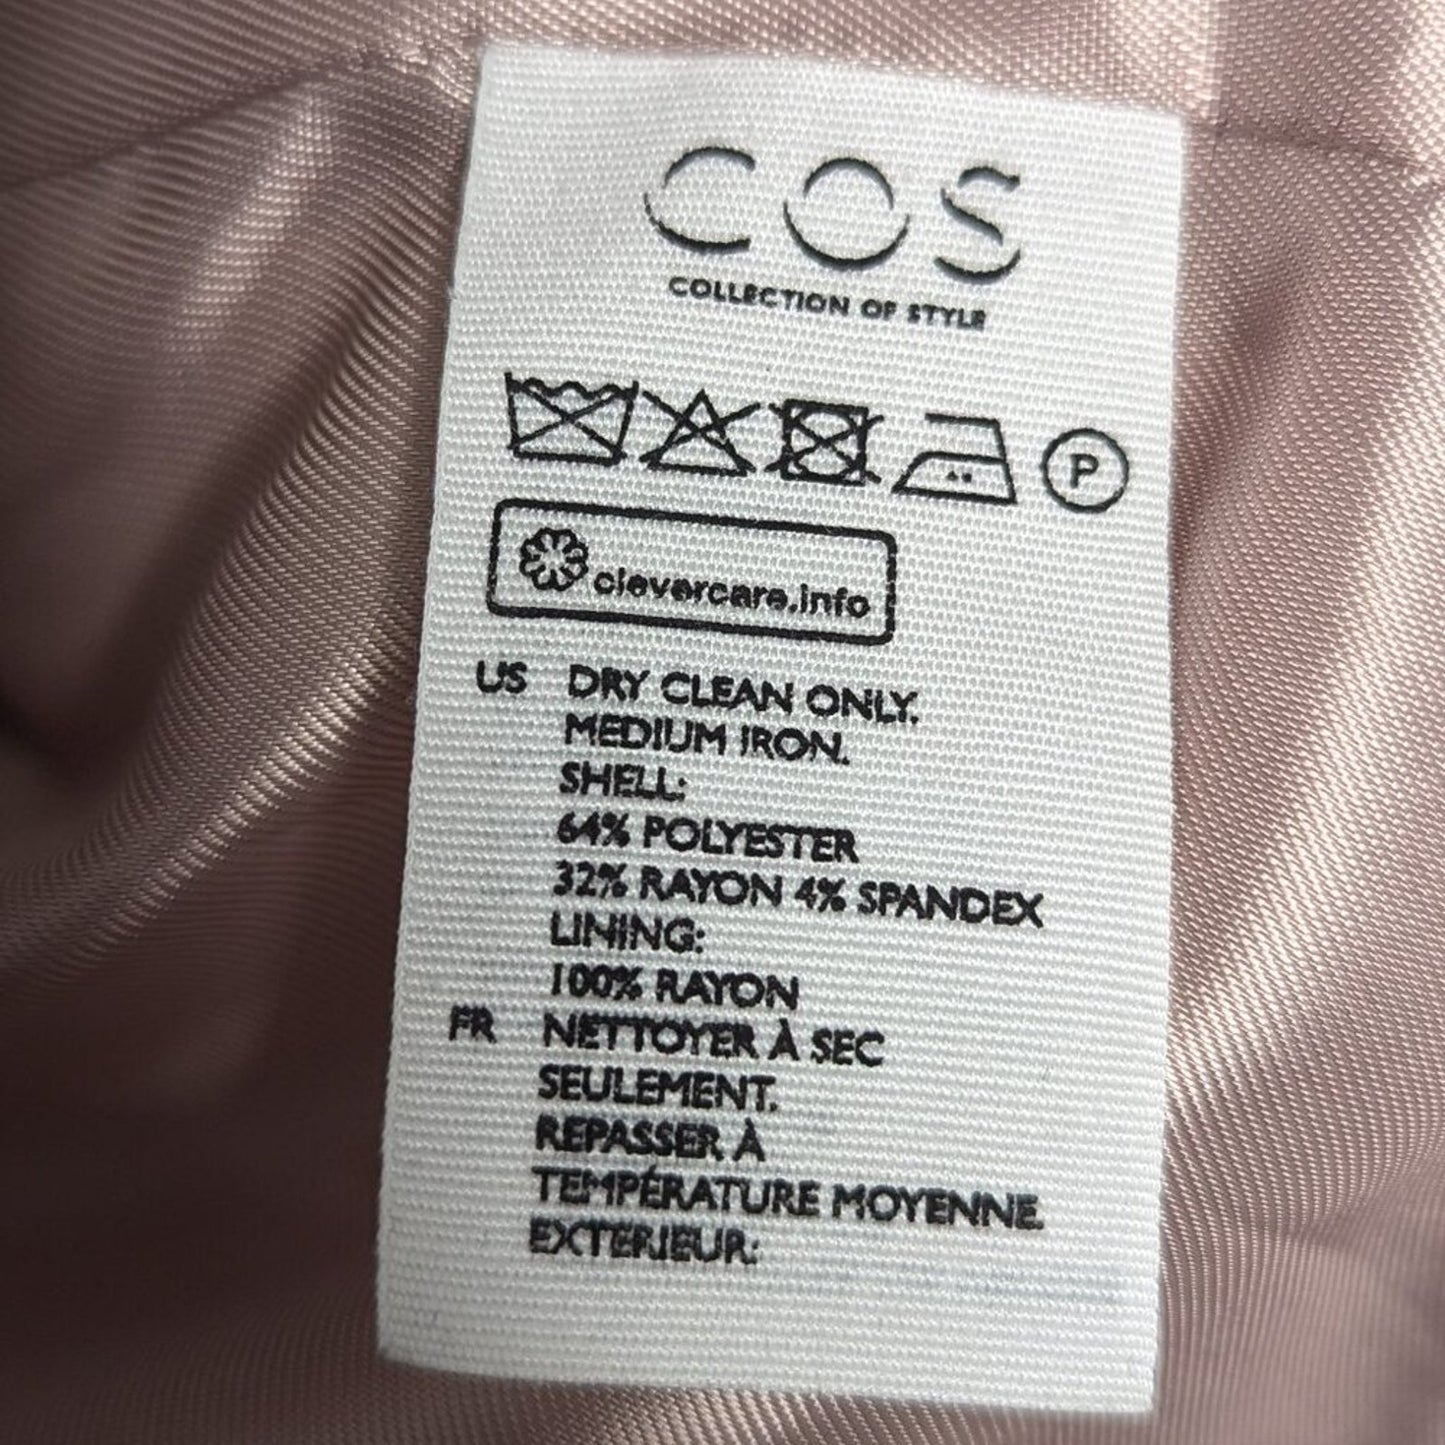 COS
COLLECTION OF STYLE
P
clevercare.info
US DRY CLEAN ONLY.
MEDIUM IRON.
SHELL:
64% POLYESTER
32% RAYON 4% SPANDEX
LINING:
100% RAYON
FR NETTOYER À SEC
SEULEMENT.
REPASSER À
TEMPÉRATURE MOYENNE.
EXTERIEUR: